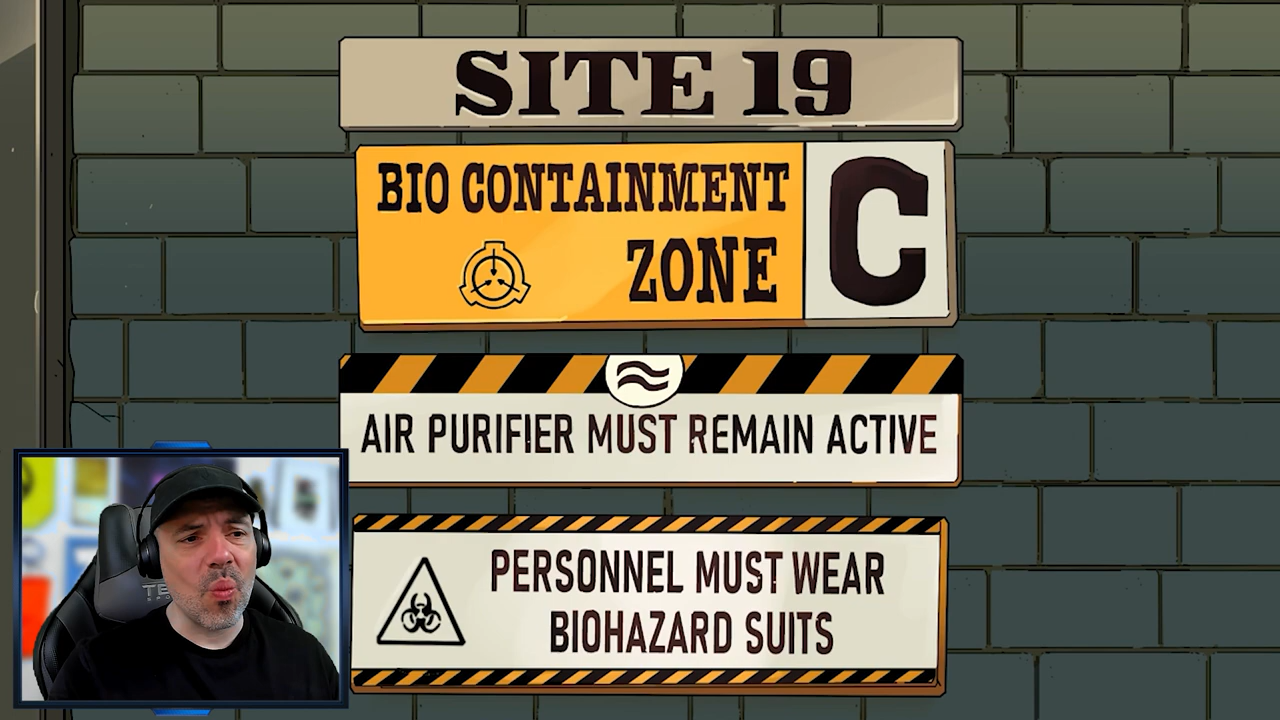 SITE 19
BIO CONTAINMENT
ZONE
C
AIR PURIFIER MUST REMAIN ACTIVE
PERSONNEL MUST WEAR
BIOHAZARD SUITS